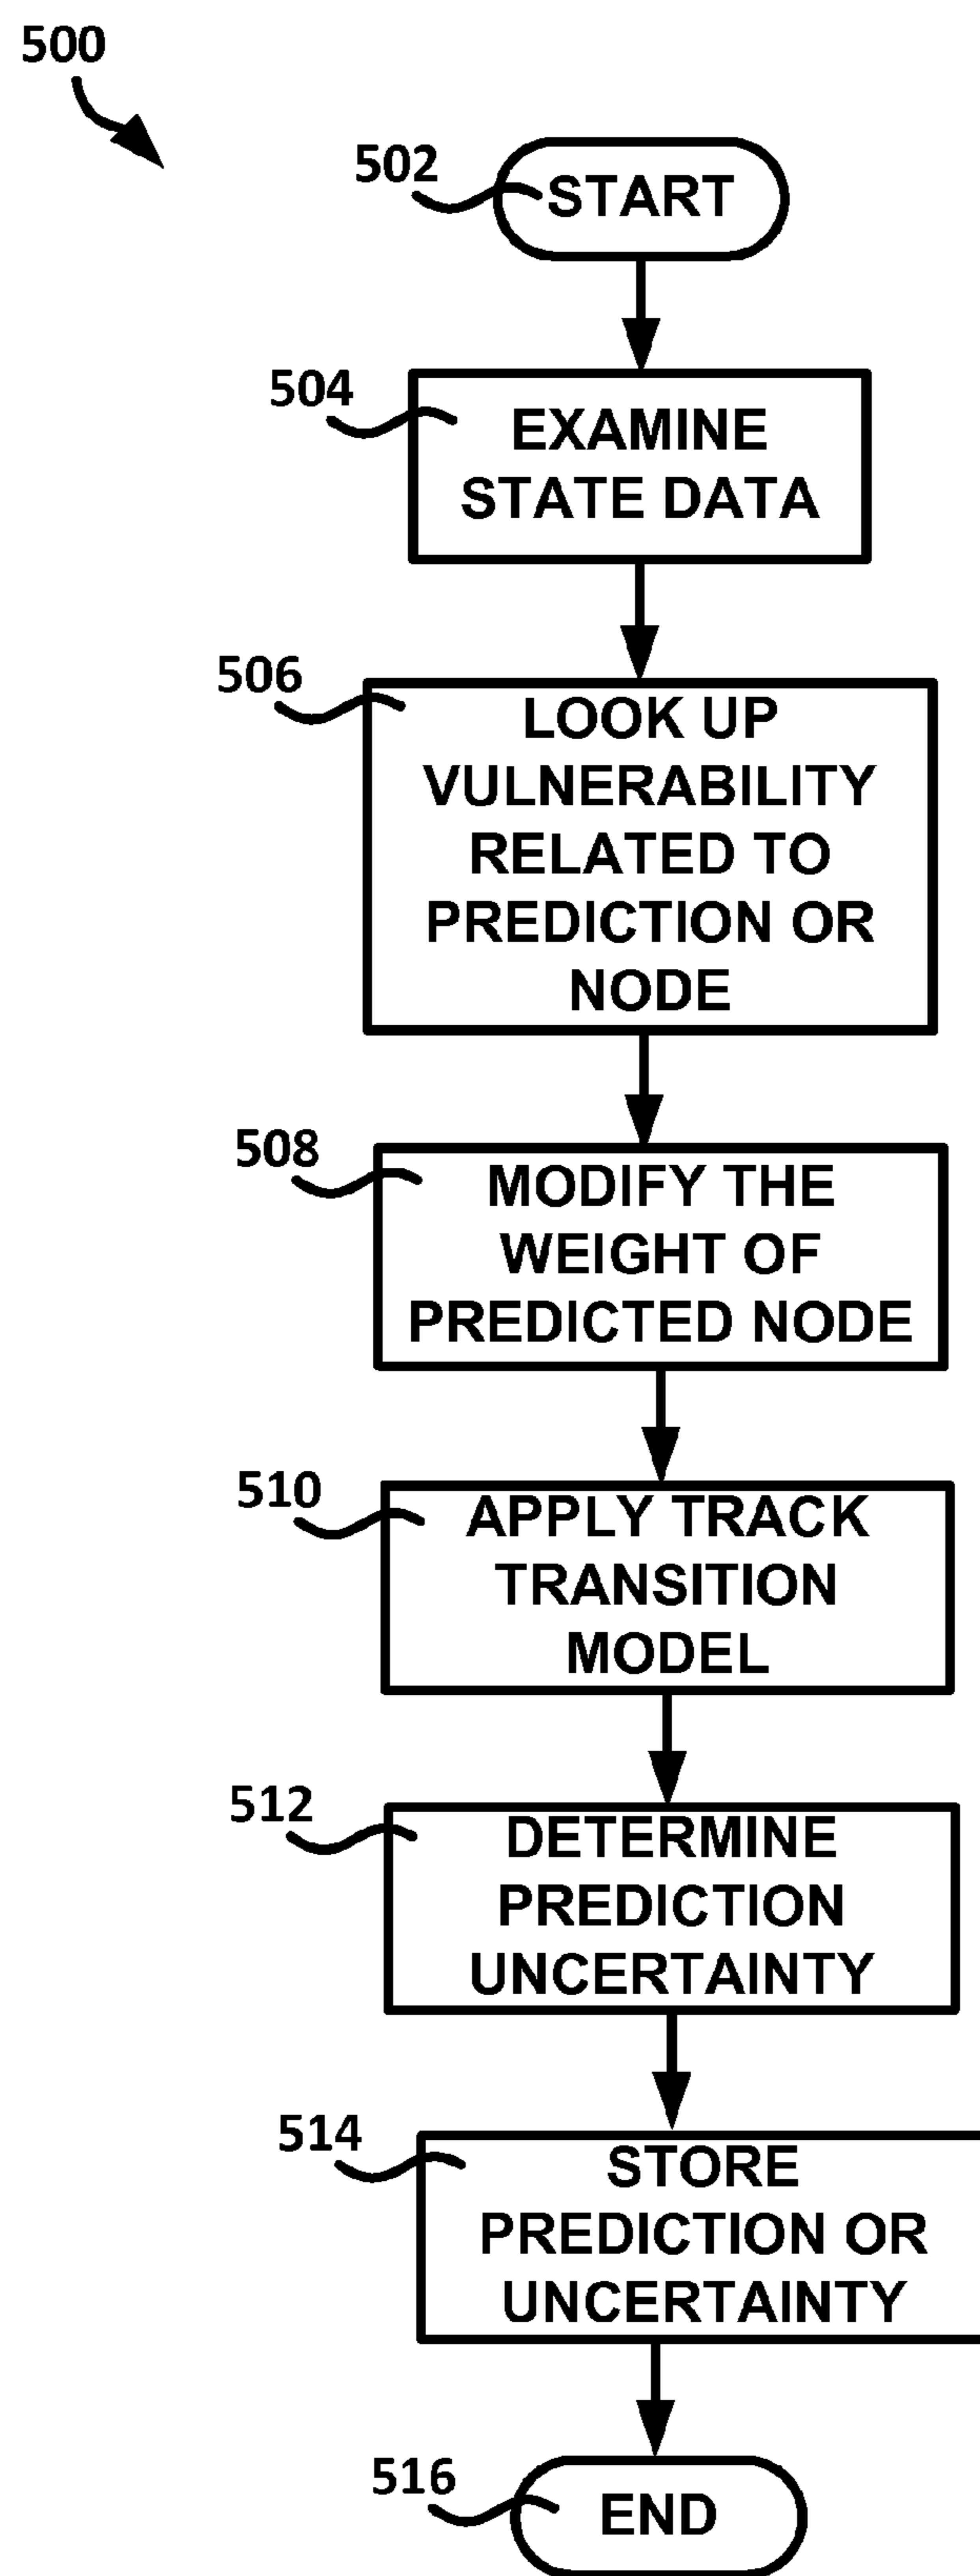 500
502
START
504
EXAMINE
STATE DATA
506
LOOK UP
VULNERABILITY
RELATED TO
PREDICTION OR
NODE
508
MODIFY THE
WEIGHT OF
PREDICTED NODE
510
APPLY TRACK
TRANSITION
MODEL
512
DETERMINE
PREDICTION
UNCERTAINTY
514
STORE
PREDICTION OR
UNCERTAINTY
516
END